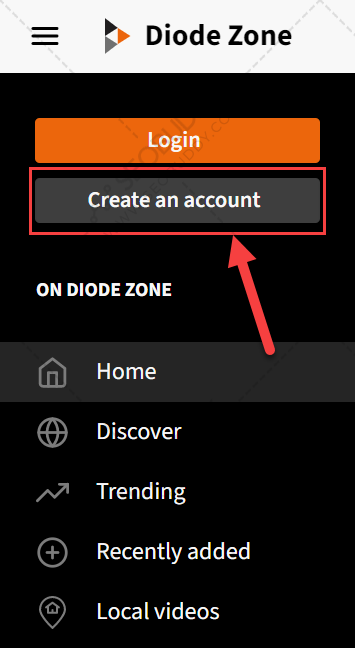 Diode Zone
Login
Create an account
ON DIODE ZONE
Home
Discover
Trending
Recently added
Local videos